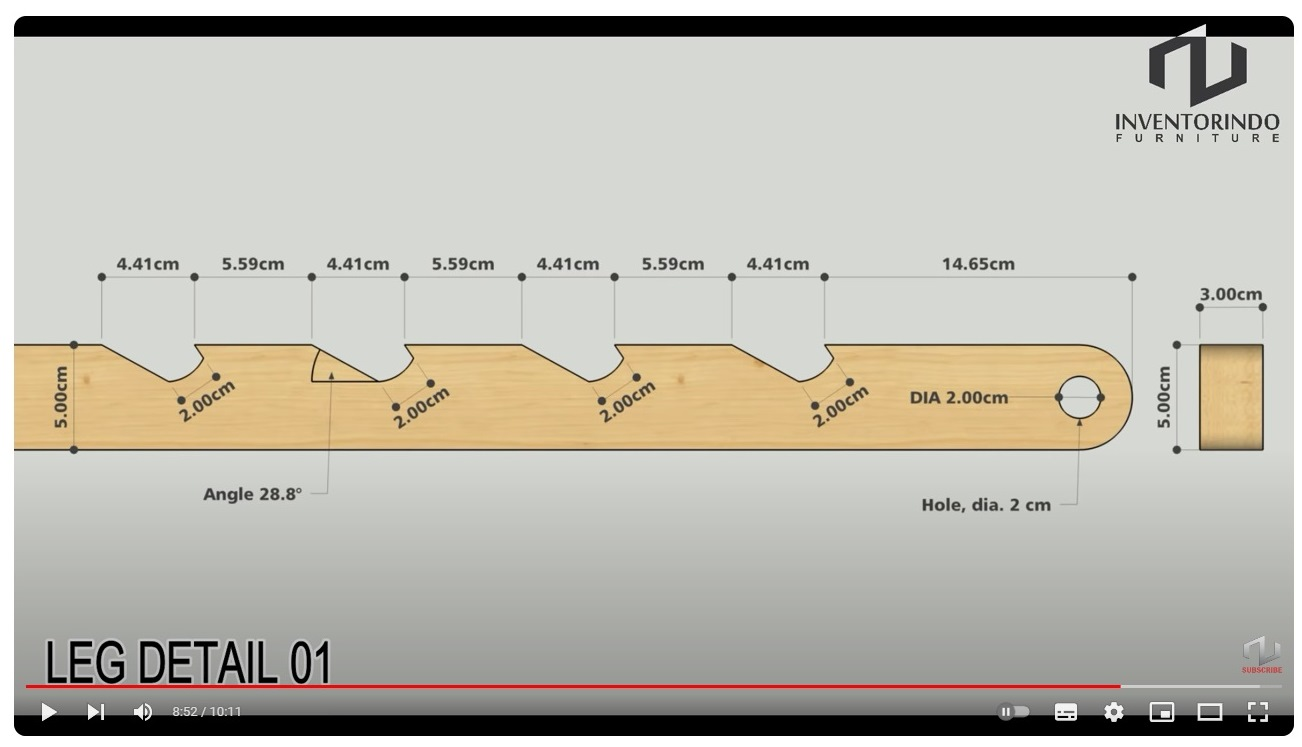 INVENTORINDO
FURNITURE
4.41cm 5.59cm 4.41cm 5.59cm 4.41cm 5.59cm 4.41cm 14.65cm
3.00cm
5.00cm
2.00cm
2.00cm
2.00cm
2.00cm
DIA 2.00cm
5.00cm
Angle 28.8°
Hole, dia. 2 cm
LEG DETAIL 01
SUBSCRIBE
8:52 / 10:11